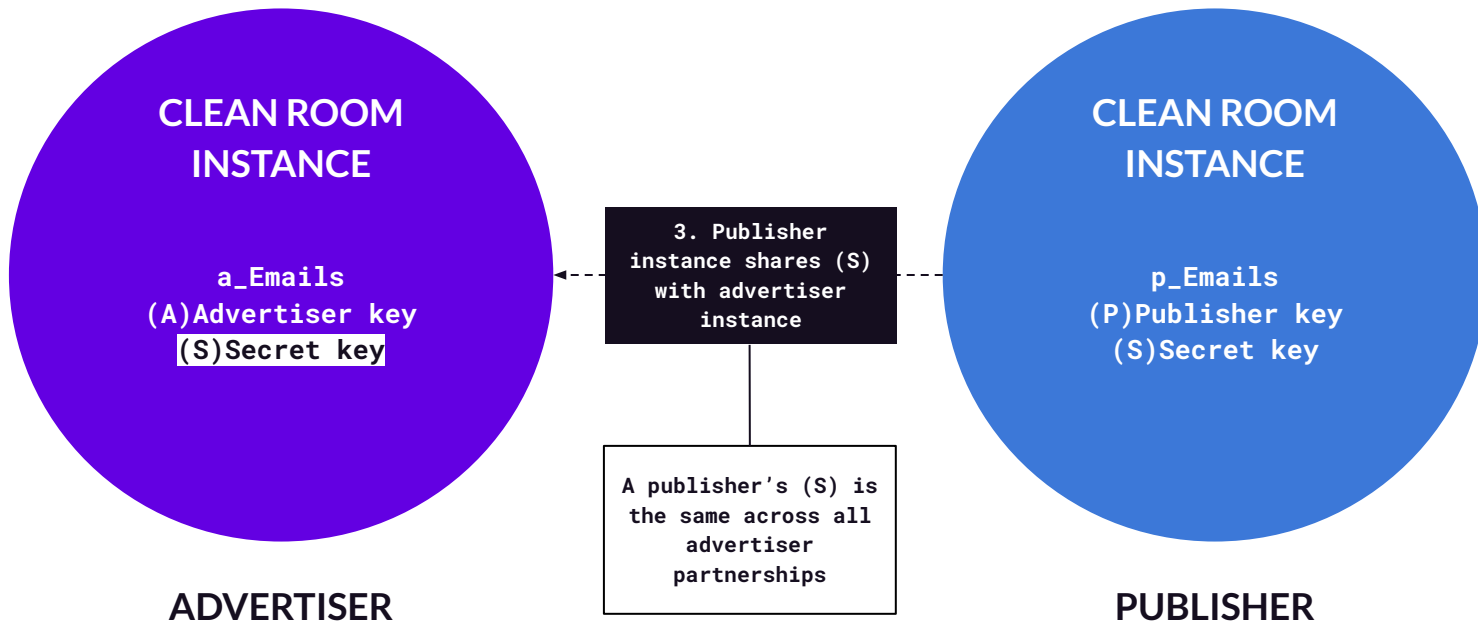 CLEAN ROOM
INSTANCE
a_Emails
(A)Advertiser key
(S)Secret key
ADVERTISER
3. Publisher
instance shares (S)
with advertiser
instance
A publisher’s (S) is
the same across all
advertiser
partnerships
CLEAN ROOM
INSTANCE
p_Emails
(P)Publisher key
(S)Secret key
PUBLISHER